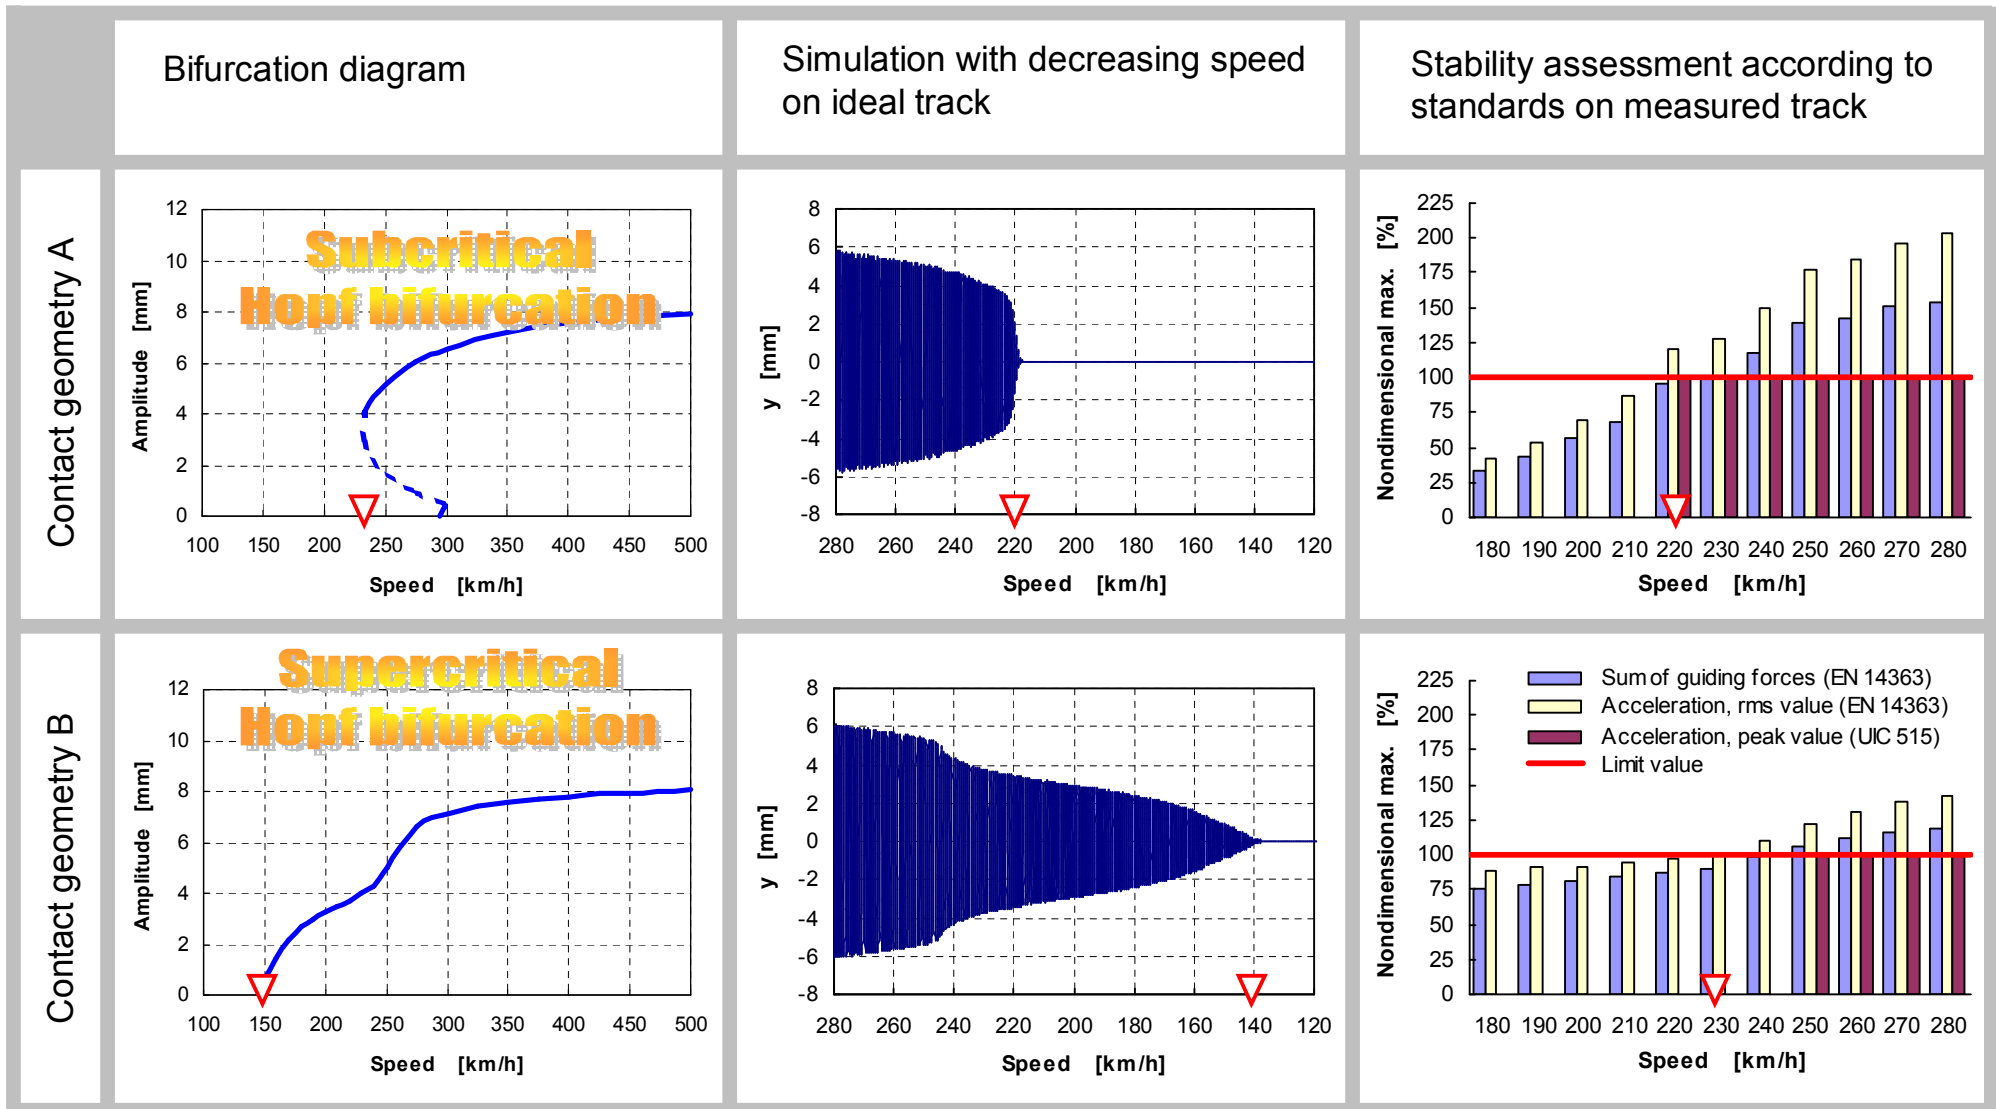 Bifurcation diagram
Simulation with decreasing speed
on ideal track
Stability assessment according to
standards on measured track
Contact geometry A
Subcritical
Hopf bifurcation
Amplitude [mm]
12
10
8
6
4
2
0
100 150 200 250 300 350 400 450 500
Speed [km/h]
y [mm]
8
6
4
2
0
-2
-4
-6
-8
280 260 240 220 200 180 160 140 120
Speed [km/h]
Nondimensional max. [%]
225
200
175
150
125
100
75
50
25
0
180 190 200 210 220 230 240 250 260 270 280
Speed [km/h]
Contact geometry B
Supercritical
Hopf bifurcation
Amplitude [mm]
12
10
8
6
4
2
0
100 150 200 250 300 350 400 450 500
Speed [km/h]
y [mm]
8
6
4
2
0
-2
-4
-6
-8
280 260 240 220 200 180 160 140 120
Speed [km/h]
Nondimensional max. [%]
225
200
175
150
125
100
75
50
25
0
Sum of guiding forces (EN 14363)
Acceleration, rms value (EN 14363)
Acceleration, peak value (UIC 515)
Limit value
180 190 200 210 220 230 240 250 260 270 280
Speed [km/h]